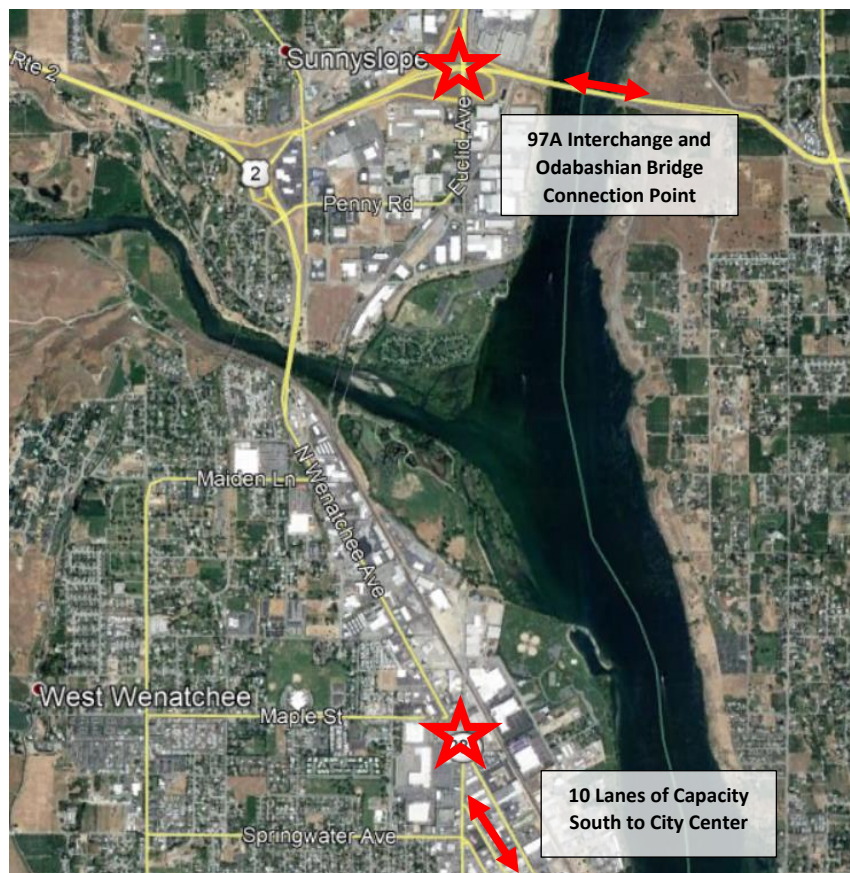 Rte 2
Sunnyslope
97A Interchange and
Odabashian Bridge
Connection Point
Euclid Ave
2
Penny Rd
Maiden Ln
N Wenatchee Ave
West Wenatchee
Maple St
10 Lanes of Capacity
South to City Center
Springwater Ave